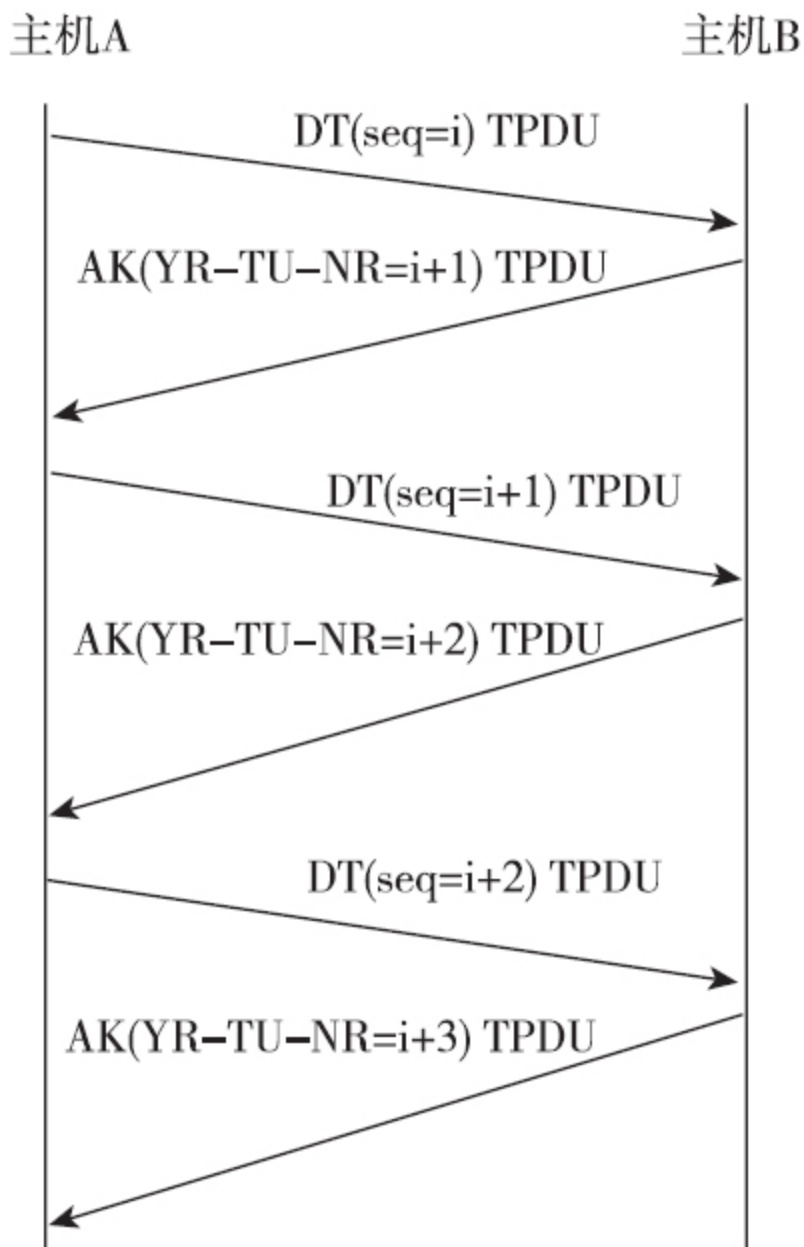 主机A
主机B
DT(seq=i) TPDU
AK(YR-TU-NR=i+1) TPDU
DT(seq=i+1) TPDU
AK(YR-TU-NR=i+2) TPDU
DT(seq=i+2) TPDU
AK(YR-TU-NR=i+3) TPDU